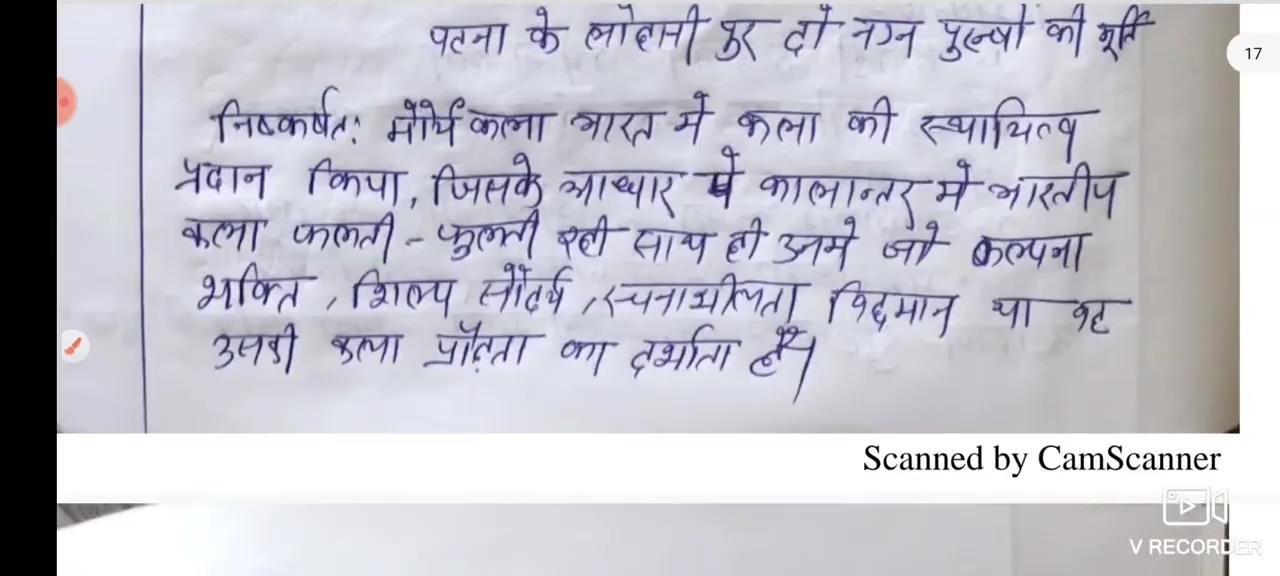 पटना के लोहानी पुर दो नग्न पुरुषों की मूर्ति
17
निष्कर्षत: मौर्य कला भारत मे कला की स्थायित्व
प्रदान किया, जिसके आधार पे कालान्तर मे भारतीय
कला फलती - फुलती रही साथ ही उनमे जो कल्पना
शक्ति, शिल्प सौंदर्य, रचनाशीलता विद्दमान था वह
उसकी कला प्रौढ़ता का दर्शाता है।
Scanned by CamScanner
V RECORDER